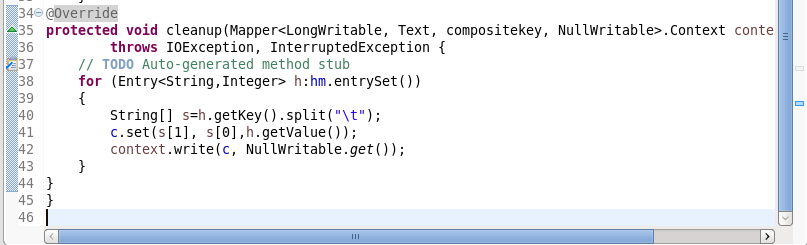 34 @Override
35 protected void cleanup(Mapper<LongWritable, Text, compositekey, NullWritable>.Context conte
36         throws IOException, InterruptedException {
37     // TODO Auto-generated method stub
38     for (Entry<String,Integer> h:hm.entrySet())
39     {
40         String[] s=h.getKey().split("\t");
41         c.set(s[1], s[0],h.getValue());
42         context.write(c, NullWritable.get());
43     }
44 }
45 }
46